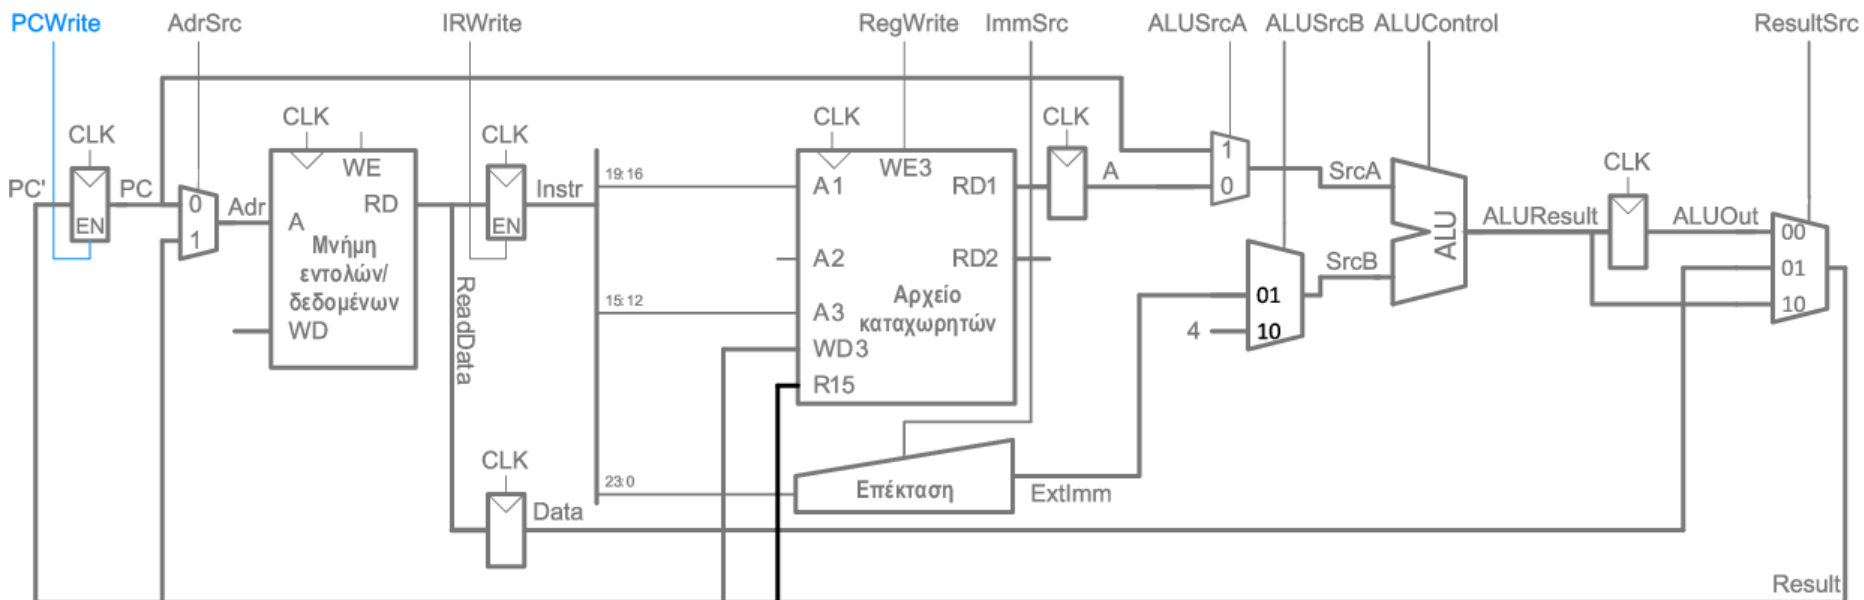 PCWrite
AdrSrc
IRWrite
RegWrite
ImmSrc
ALUSrcA
ALUSrcB
ALUControl
ResultSrc
PC'
CLK
EN
PC
0
1
Adr
CLK
WE
RD
A
Μνήμη
εντολών/
δεδομένων
WD
CLK
EN
Instr
ReadData
CLK
Data
19:16
15:12
23:0
CLK
WE3
A1
RD1
A2
RD2
A3
Αρχείο
καταχωρητών
WD3
R15
Επέκταση
ExtImm
CLK
A
1
0
SrcA
01
4
10
SrcB
ALU
ALUResult
CLK
ALUOut
00
01
10
Result